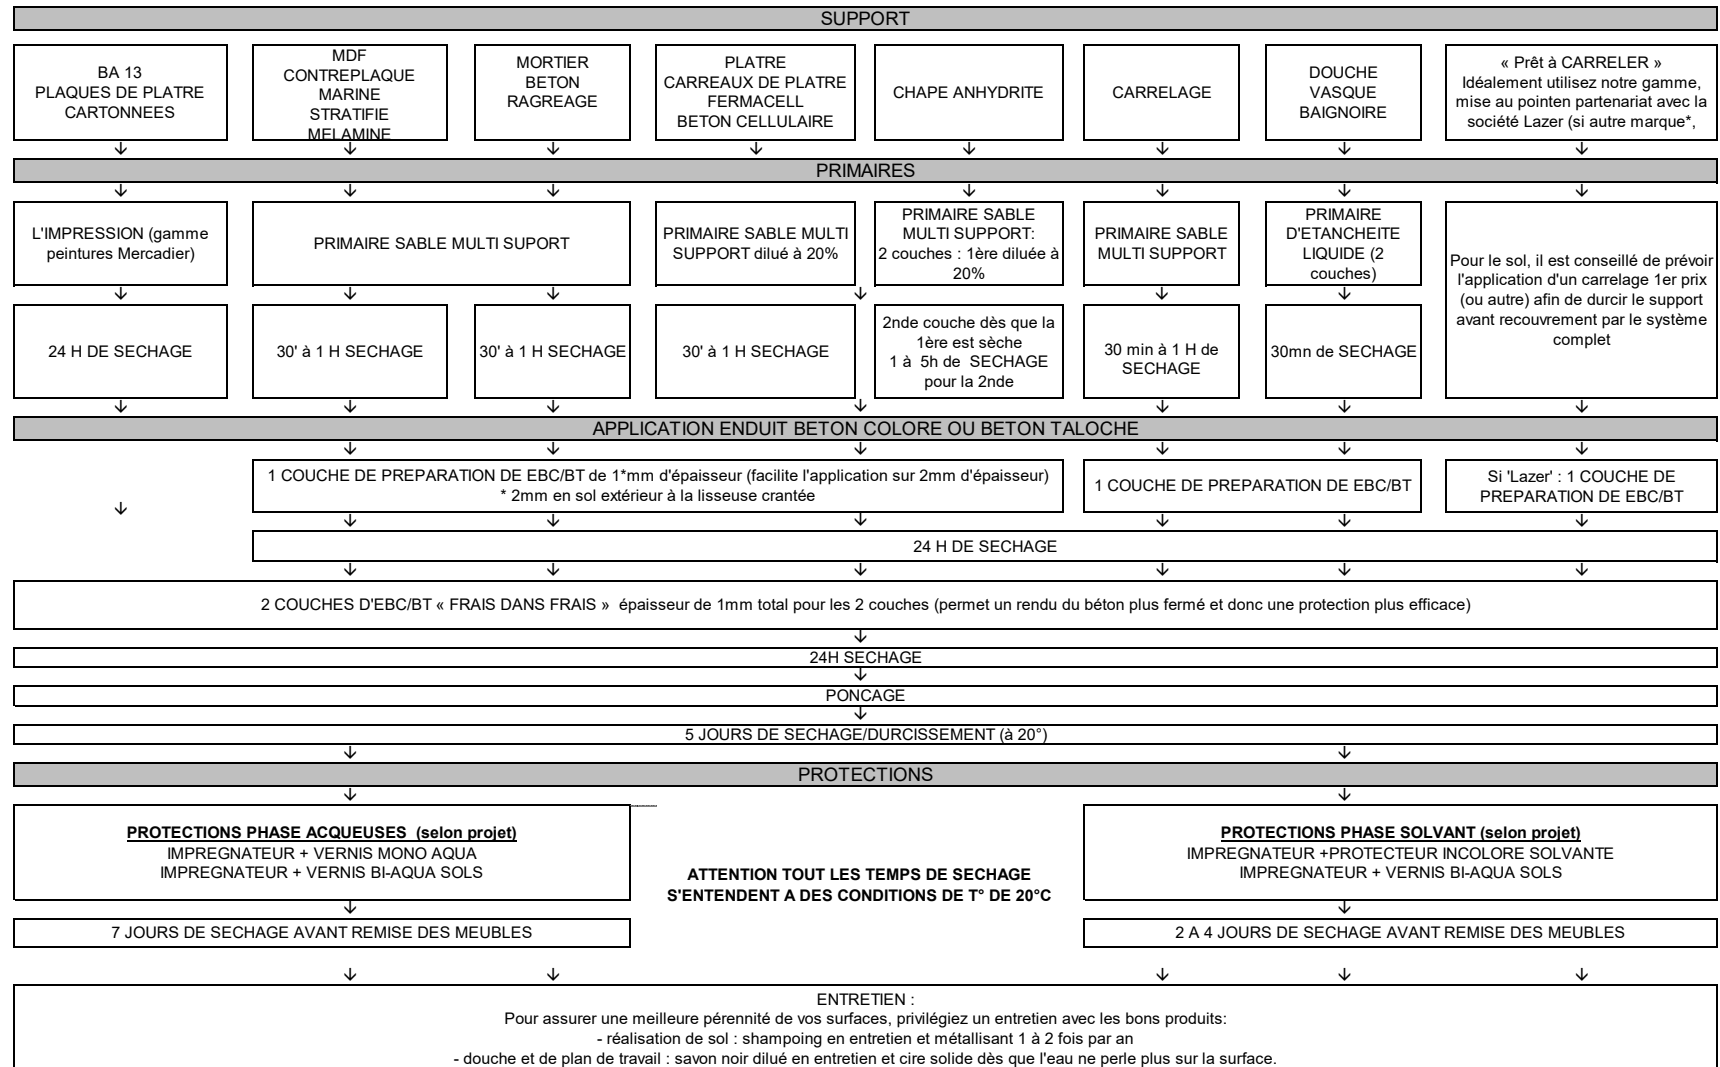 SUPPORT
BA 13
PLAQUES DE PLATRE
CARTONNEES
MDF
CONTREPLAQUE
MARINE
STRATIFIE
MELAMINE
MORTIER
BETON
RAGREAGE
PLATRE
CARREAUX DE PLATRE
FERMACELL
BETON CELLULAIRE
CHAPE ANHYDRITE
CARRELAGE
DOUCHE
VASQUE
BAIGNOIRE
« Prêt à CARRELER »
Idéalement utilisez notre gamme,
mise au pointen partenariat avec la
société Lazer (si autre marque*,
PRIMAIRES
L'IMPRESSION (gamme
peintures Mercadier)
PRIMAIRE SABLE MULTI SUPORT
PRIMAIRE SABLE MULTI
SUPPORT dilué à 20%
PRIMAIRE SABLE
MULTI SUPPORT:
2 couches : 1ère diluée à
20%
PRIMAIRE SABLE
MULTI SUPPORT
PRIMAIRE
D'ETANCHEITE
LIQUIDE (2
couches)
Pour le sol, il est conseillé de prévoir
l'application d'un carrelage 1er prix
(ou autre) afin de durcir le support
avant recouvrement par le système
complet
24 H DE SECHAGE
30' à 1 H SECHAGE
30' à 1 H SECHAGE
30' à 1 H SECHAGE
2nde couche dès que la
1ère est sèche
1 à 5h de SECHAGE
pour la 2nde
30 min à 1 H de
SECHAGE
30mn de SECHAGE
APPLICATION ENDUIT BETON COLORE OU BETON TALOCHE
1 COUCHE DE PREPARATION DE EBC/BT de 1*mm d'épaisseur (facilite l'application sur 2mm d'épaisseur)
* 2mm en sol extérieur à la lisseuse crantée
1 COUCHE DE PREPARATION DE EBC/BT
Si 'Lazer' : 1 COUCHE DE
PREPARATION DE EBC/BT
24 H DE SECHAGE
2 COUCHES D'EBC/BT « FRAIS DANS FRAIS » épaisseur de 1mm total pour les 2 couches (permet un rendu du béton plus fermé et donc une protection plus efficace)
24H SECHAGE
PONCAGE
5 JOURS DE SECHAGE/DURCISSEMENT (à 20°)
PROTECTIONS
PROTECTIONS PHASE ACQUEUSES (selon projet)
IMPREGNATEUR + VERNIS MONO AQUA
IMPREGNATEUR + VERNIS BI-AQUA SOLS
ATTENTION TOUT LES TEMPS DE SECHAGE
S'ENTENDENT A DES CONDITIONS DE T° DE 20°C
PROTECTIONS PHASE SOLVANT (selon projet)
IMPREGNATEUR +PROTECTEUR INCOLORE SOLVANTE
IMPREGNATEUR + VERNIS BI-AQUA SOLS
7 JOURS DE SECHAGE AVANT REMISE DES MEUBLES
2 A 4 JOURS DE SECHAGE AVANT REMISE DES MEUBLES
ENTRETIEN :
Pour assurer une meilleure pérennité de vos surfaces, privilégiez un entretien avec les bons produits:
- réalisation de sol : shampoing en entretien et métallisant 1 à 2 fois par an
- douche et de plan de travail : savon noir dilué en entretien et cire solide dès que l'eau ne perle plus sur la surface.